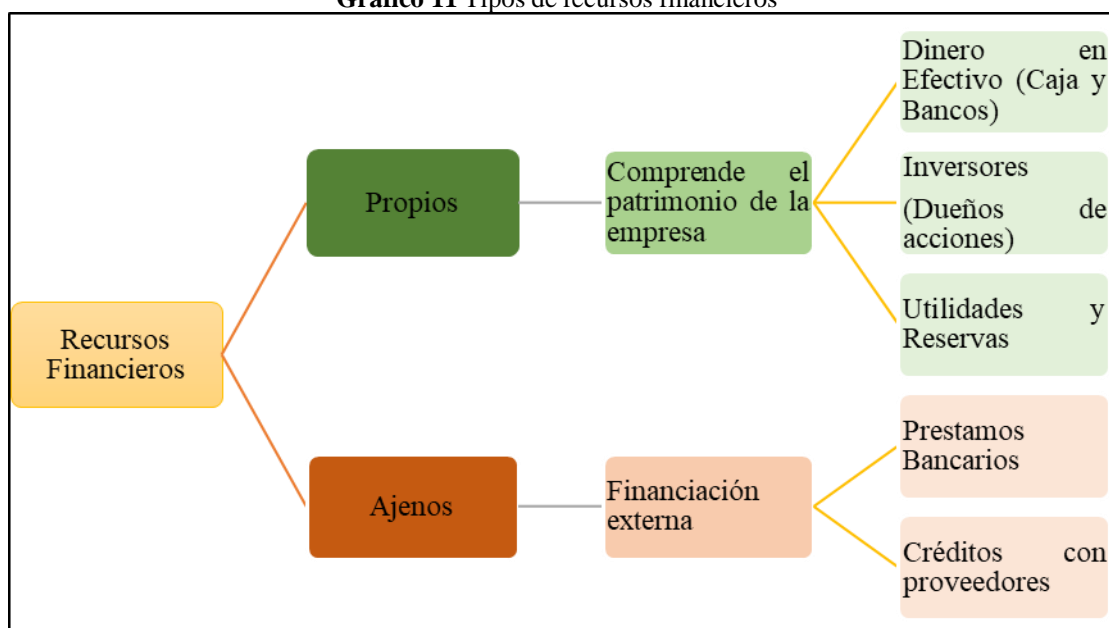 Gráfico 11 Tipos de recursos financieros
Recursos
Financieros
Propios
Comprende el
patrimonio de la
empresa
Dinero en
Efectivo (Caja y
Bancos)
Inversores
(Dueños de
acciones)
Utilidades y
Reservas
Ajenos
Financiación
externa
Prestamos
Bancarios
Créditos con
proveedores